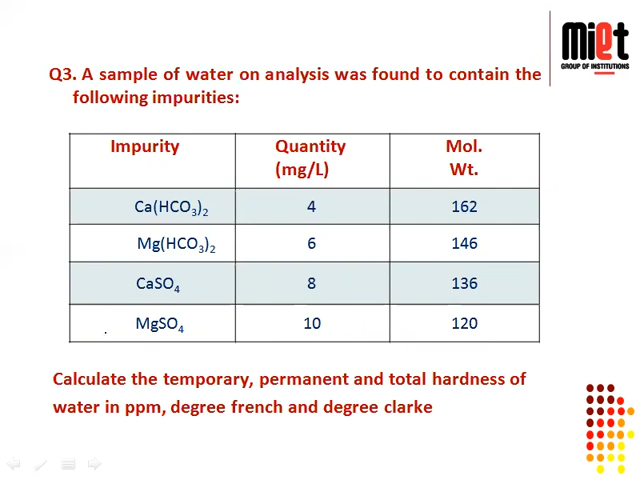 miet
GROUP OF INSTITUTIONS
Q3. A sample of water on analysis was found to contain the
following impurities:
Impurity Quantity (mg/L) Mol. Wt.
Ca(HCO₃)₂ 4 162
Mg(HCO₃)₂ 6 146
CaSO₄ 8 136
MgSO₄ 10 120
Calculate the temporary, permanent and total hardness of
water in ppm, degree french and degree clarke